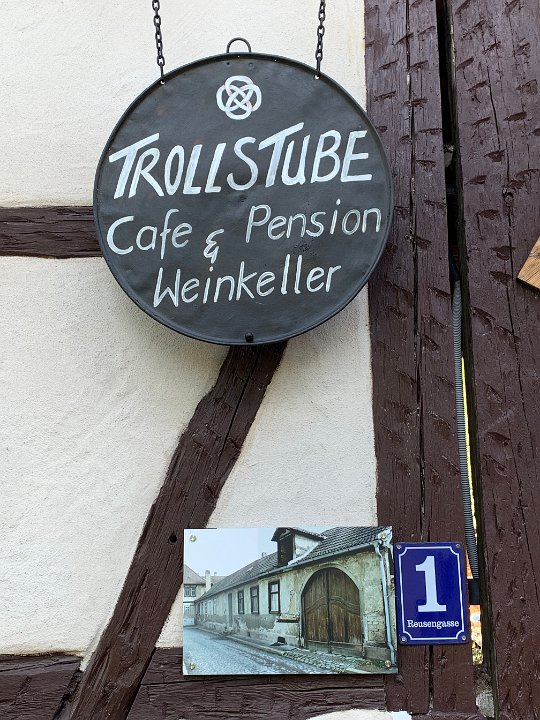 TROLLSTUBE
Cafe & Pension
Weinkeller
1
Reusengasse